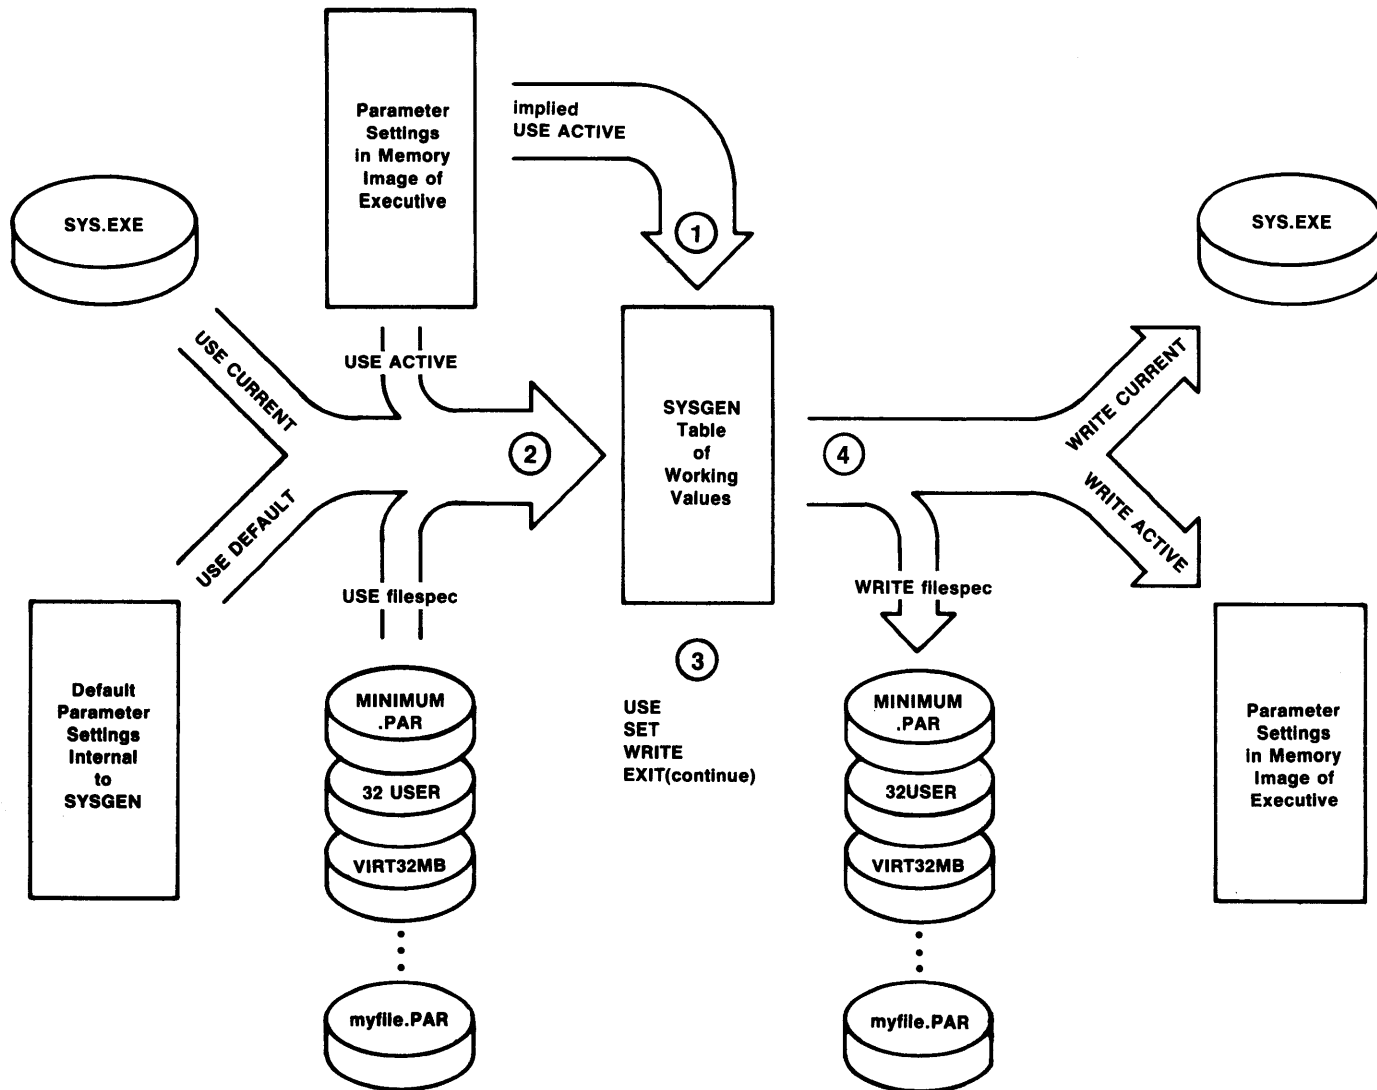 Parameter
Settings
in Memory
Image of
Executive
implied
USE ACTIVE
1
SYS.EXE
SYS.EXE
USE CURRENT
USE ACTIVE
USE DEFAULT
2
USE filespec
SYSGEN
Table
of
Working
Values
4
WRITE CURRENT
WRITE ACTIVE
WRITE filespec
3
USE
SET
WRITE
EXIT(continue)
Default
Parameter
Settings
Internal
to
SYSGEN
MINIMUM
.PAR
32 USER
VIRT32MB
myfile.PAR
MINIMUM
.PAR
32USER
VIRT32MB
myfile.PAR
Parameter
Settings
in Memory
Image of
Executive